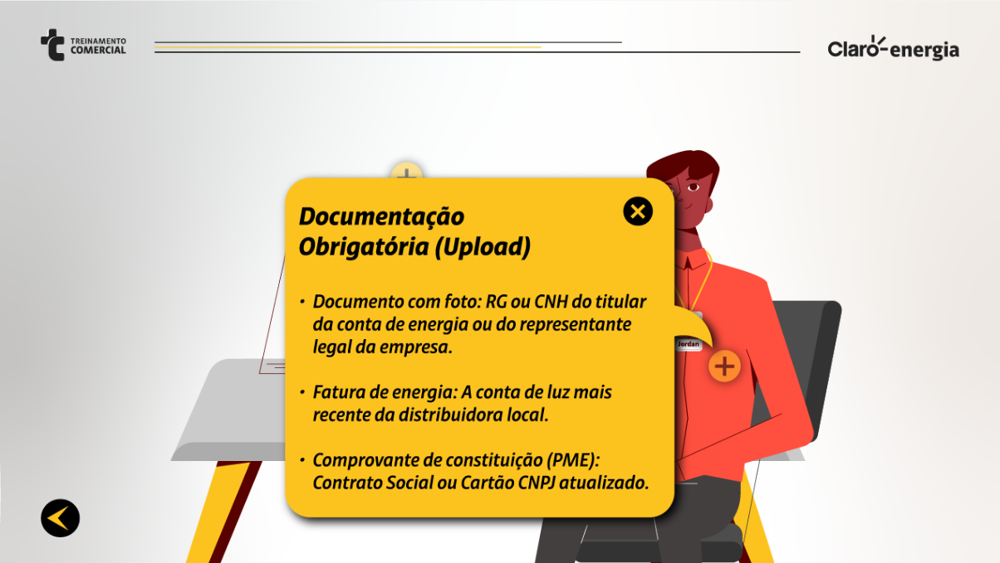 TREINAMENTO
COMERCIAL
Claro energia
Documentação
Obrigatória (Upload)
• Documento com foto: RG ou CNH do titular
da conta de energia ou do representante
legal da empresa.
• Fatura de energia: A conta de luz mais
recente da distribuidora local.
• Comprovante de constituição (PME):
Contrato Social ou Cartão CNPJ atualizado.
Jordan